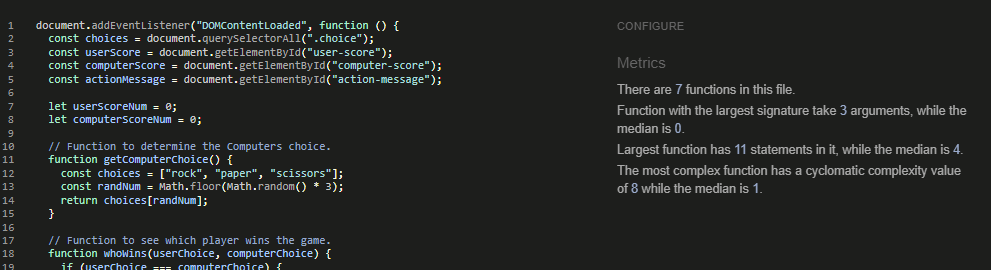 1 document.addEventListener("DOMContentLoaded", function () {
2 const choices = document.querySelectorAll(".choice");
3 const userScore = document.getElementById("user-score");
4 const computerScore = document.getElementById("computer-score");
5 const actionMessage = document.getElementById("action-message");
6
7 let userScoreNum = 0;
8 let computerScoreNum = 0;
9
10 // Function to determine the Computers choice.
11 function getComputerChoice() {
12 const choices = ["rock", "paper", "scissors"];
13 const randNum = Math.floor(Math.random() * 3);
14 return choices[randNum];
15 }
16
17 // Function to see which player wins the game.
18 function whoWins(userChoice, computerChoice) {
19 if (userChoice === computerChoice) {
CONFIGURE
Metrics
There are 7 functions in this file.
Function with the largest signature take 3 arguments, while the
median is 0.
Largest function has 11 statements in it, while the median is 4.
The most complex function has a cyclomatic complexity value
of 8 while the median is 1.